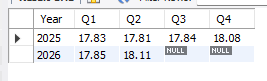 Year Q1 Q2 Q3 Q4
2025 17.83 17.81 17.84 18.08
2026 17.85 18.11 NULL NULL